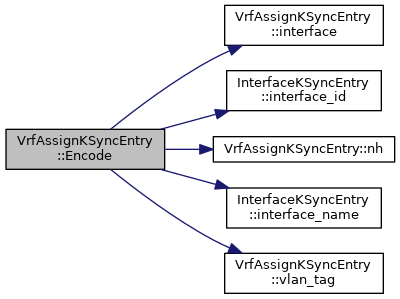 VrfAssignKSyncEntry
::Encode
VrfAssignKSyncEntry
::interface
InterfaceKSyncEntry
::interface_id
VrfAssignKSyncEntry::nh
InterfaceKSyncEntry
::interface_name
VrfAssignKSyncEntry
::vlan_tag